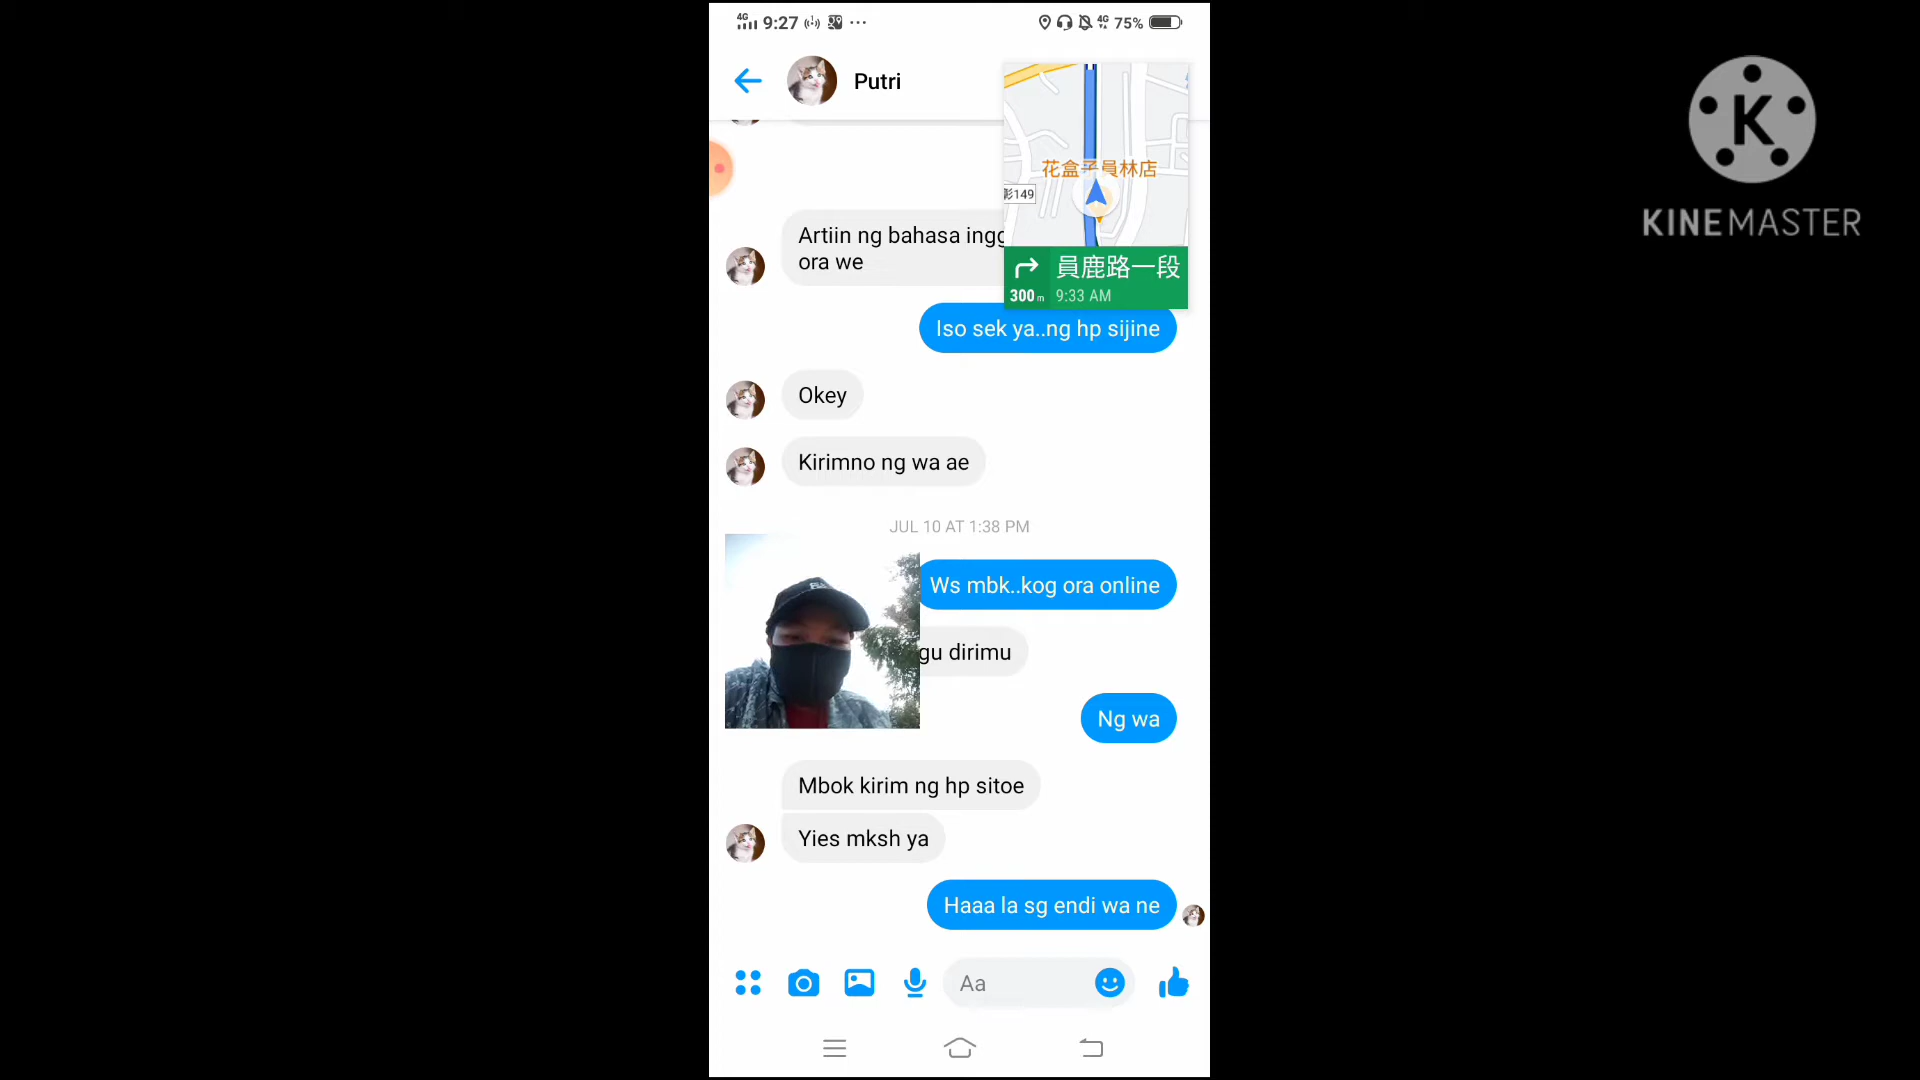 4G 9:27 ... 4G 75%
Putri
花盒子員林店
彰149
員鹿路一段
300 m 9:33 AM
Artiin ng bahasa ingg
ora we
Iso sek ya..ng hp sijine
Okey
Kirimno ng wa ae
JUL 10 AT 1:38 PM
Ws mbk..kog ora online
gu dirimu
Ng wa
Mbok kirim ng hp sitoe
Yies mksh ya
Haaa la sg endi wa ne
Aa
K
KINEMASTER